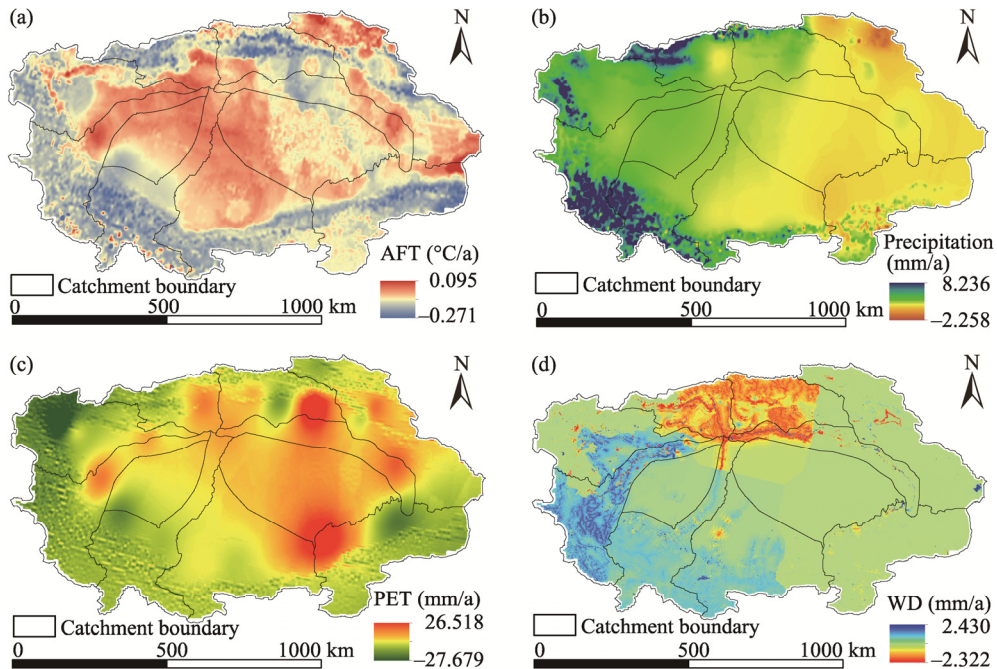 (a)
N
AFT (°C/a)
0.095
–0.271
Catchment boundary
0 500 1000 km
(b)
N
Precipitation
(mm/a)
8.236
–2.258
Catchment boundary
0 500 1000 km
(c)
N
PET (mm/a)
26.518
–27.679
Catchment boundary
0 500 1000 km
(d)
N
WD (mm/a)
2.430
–2.322
Catchment boundary
0 500 1000 km